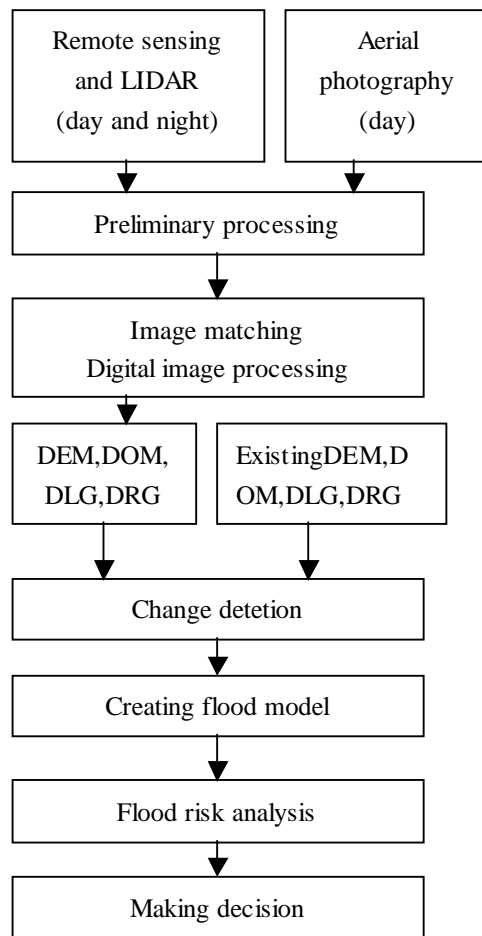 Remote sensing
and LIDAR
(day and night)
Aerial
photography
(day)
Preliminary processing
Image matching
Digital image processing
DEM,DOM,
DLG,DRG
ExistingDEM,D
OM,DLG,DRG
Change detetion
Creating flood model
Flood risk analysis
Making decision